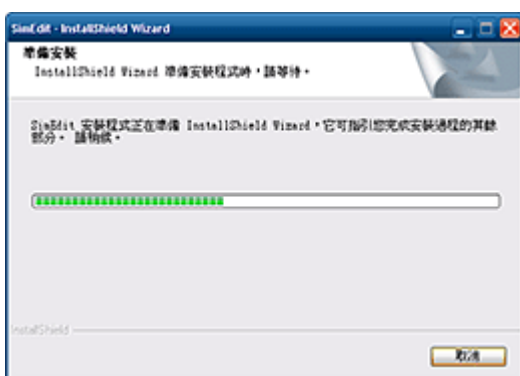 SimEdit - InstallShield Wizard
準備安裝
InstallShield Wizard 準備安裝程式時，請等待。
SimEdit 安裝程式正在準備 InstallShield Wizard，它可指引您完成安裝過程的其餘
部分。 請稍候。
InstallShield
取消